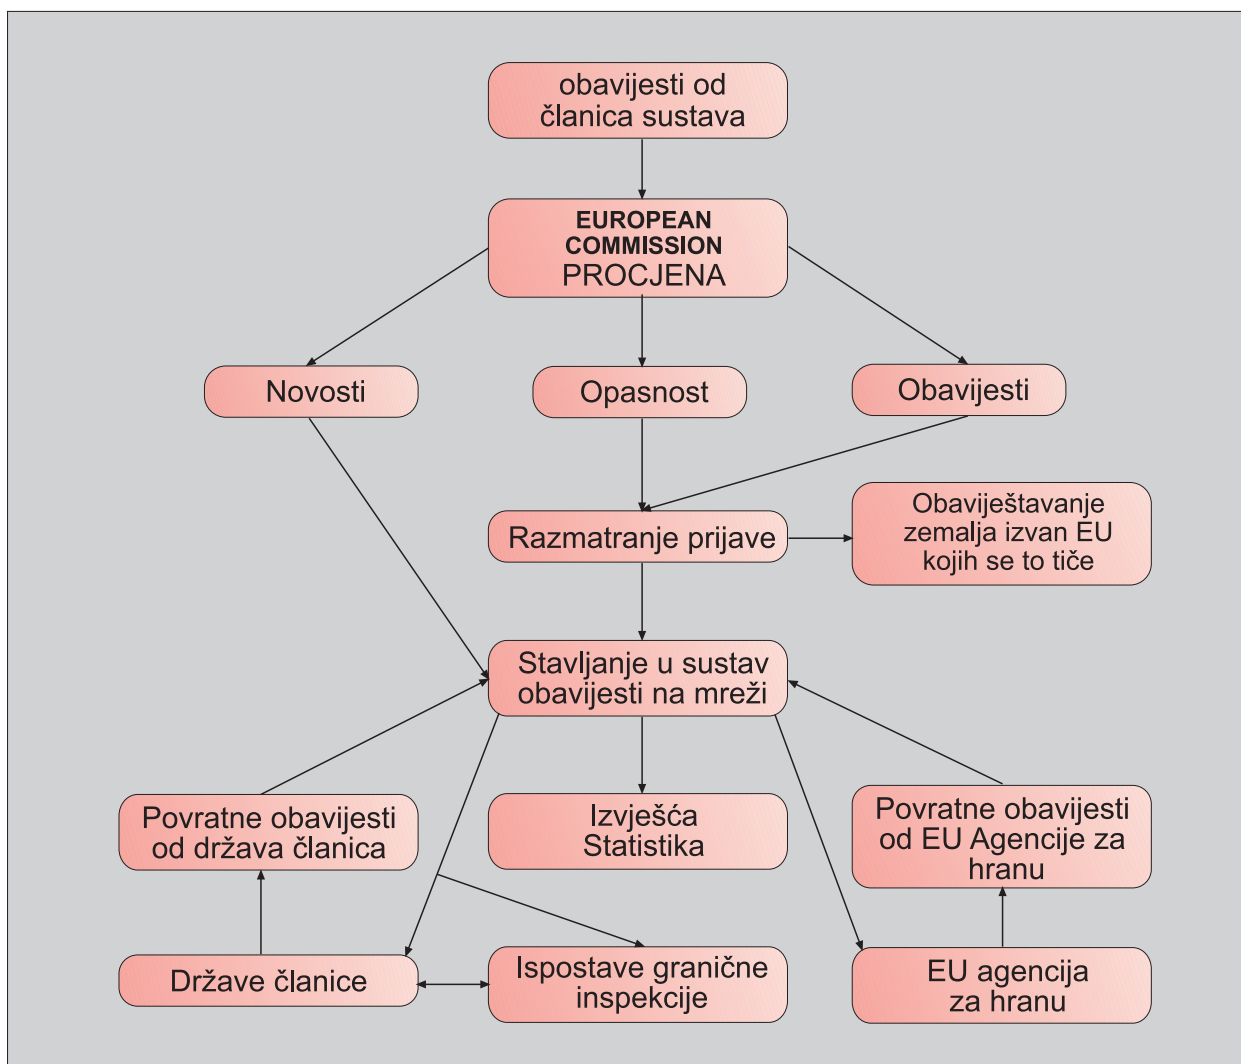 obavijesti od
članica sustava
EUROPEAN
COMMISSION
PROCJENA
Novosti
Opasnost
Obavijesti
Razmatranje prijave
Obaviještavanje
zemalja izvan EU
kojih se to tiče
Stavljanje u sustav
obavijesti na mreži
Povratne obavijesti
od država članica
Izvješća
Statistika
Povratne obavijesti
od EU Agencije za
hranu
Države članice
Ispostave granične
inspekcije
EU agencija
za hranu